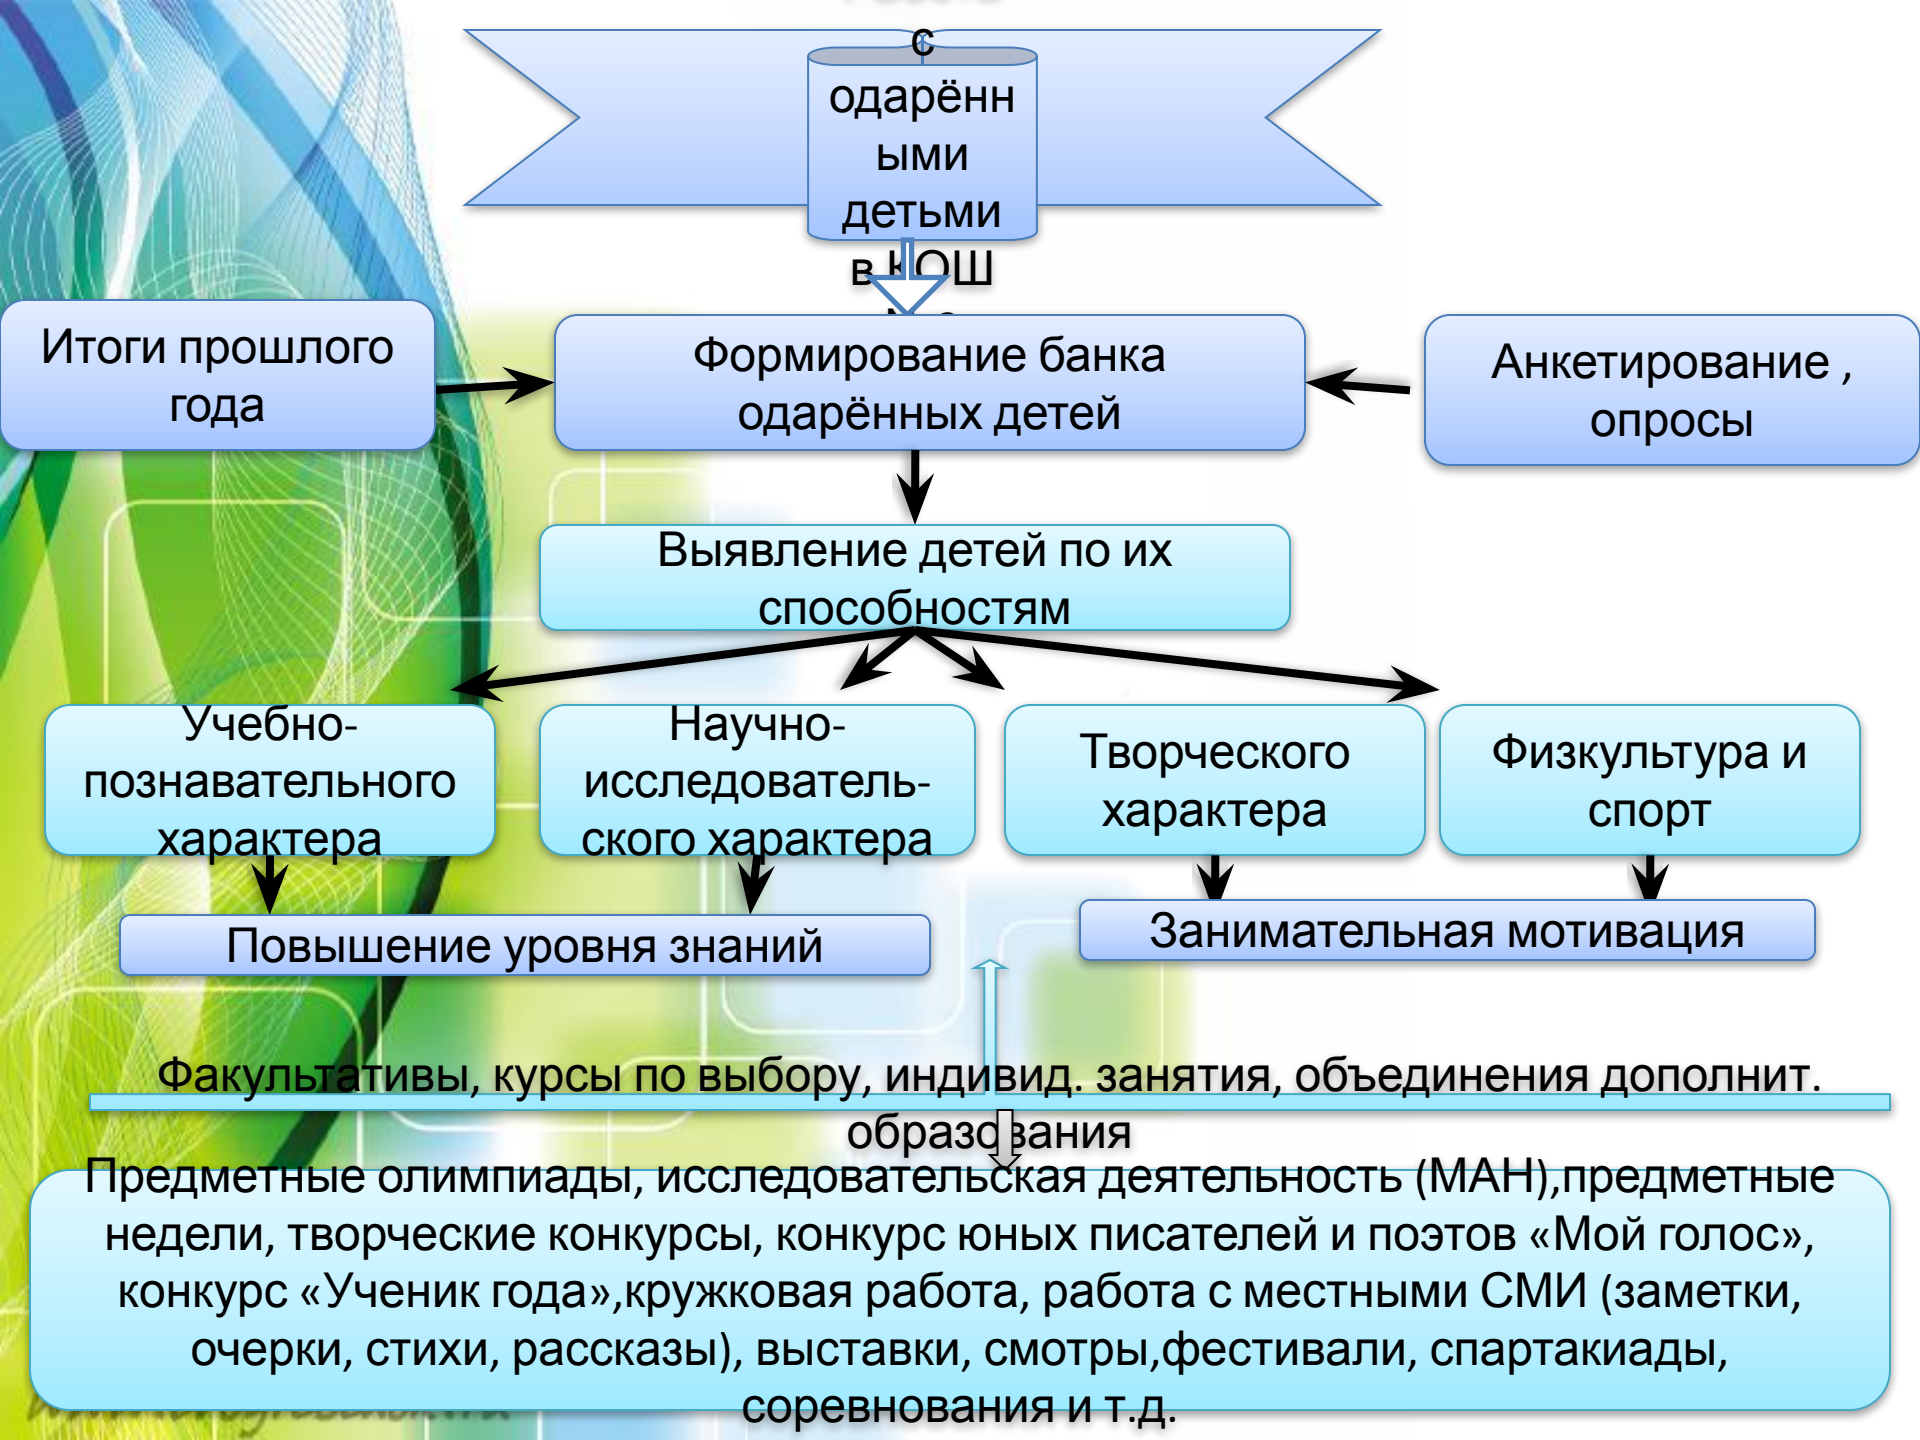 с
одарённ
ыми
детьми
в КОШ
Итоги прошлого
года
Формирование банка
одарённых детей
Анкетирование ,
опросы
Выявление детей по их
способностям
Учебно-
познавательного
характера
Научно-
исследователь-
ского характера
Творческого
характера
Физкультура и
спорт
Повышение уровня знаний
Занимательная мотивация
Факультативы, курсы по выбору, индивид. занятия, объединения дополнит.
образования
Предметные олимпиады, исследовательская деятельность (МАН),предметные
недели, творческие конкурсы, конкурс юных писателей и поэтов «Мой голос»,
конкурс «Ученик года»,кружковая работа, работа с местными СМИ (заметки,
очерки, стихи, рассказы), выставки, смотры,фестивали, спартакиады,
соревнования и т.д.